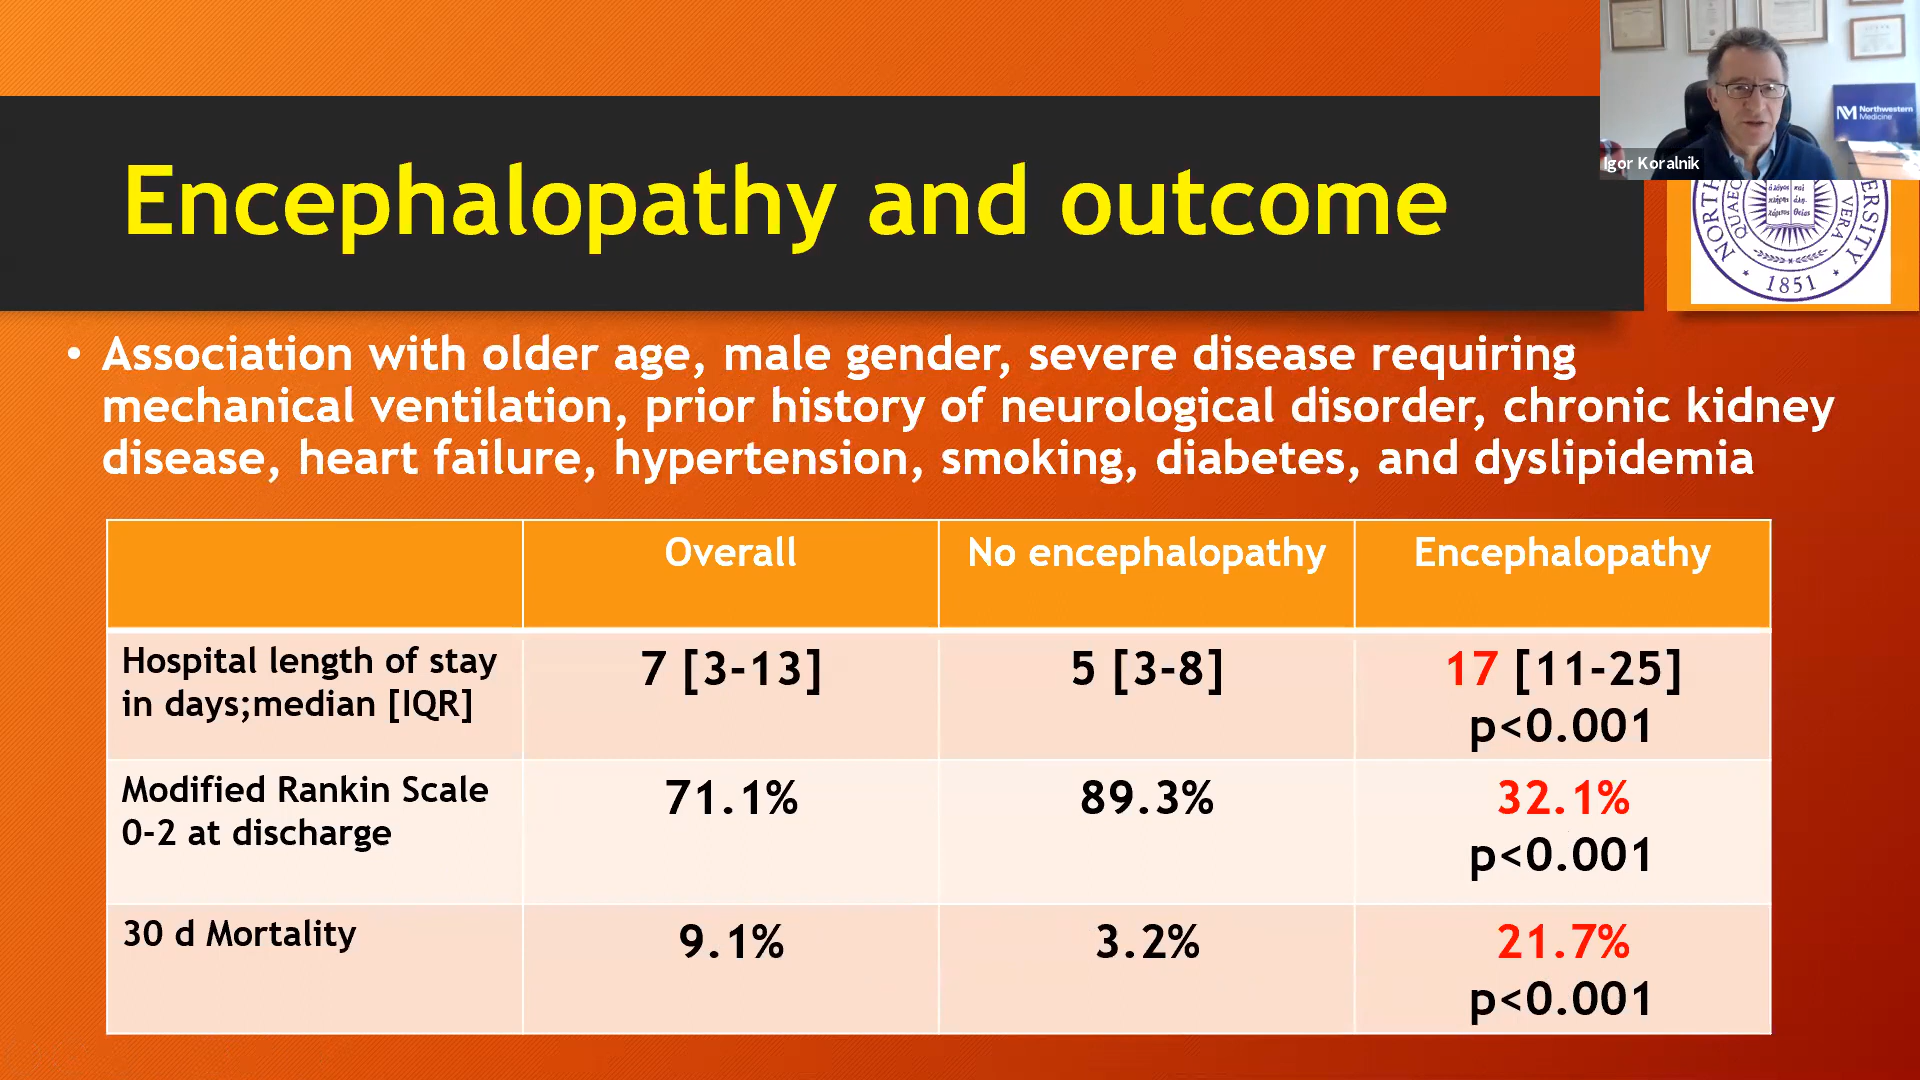 Northwestern
Medicine
Igor Koralnik
Encephalopathy and outcome
1851
• Association with older age, male gender, severe disease requiring
mechanical ventilation, prior history of neurological disorder, chronic kidney
disease, heart failure, hypertension, smoking, diabetes, and dyslipidemia
Overall No encephalopathy Encephalopathy
Hospital length of stay
in days;median [IQR]
7 [3-13] 5 [3-8] 17 [11-25]
p<0.001
Modified Rankin Scale
0-2 at discharge
71.1% 89.3% 32.1%
p<0.001
30 d Mortality 9.1% 3.2% 21.7%
p<0.001